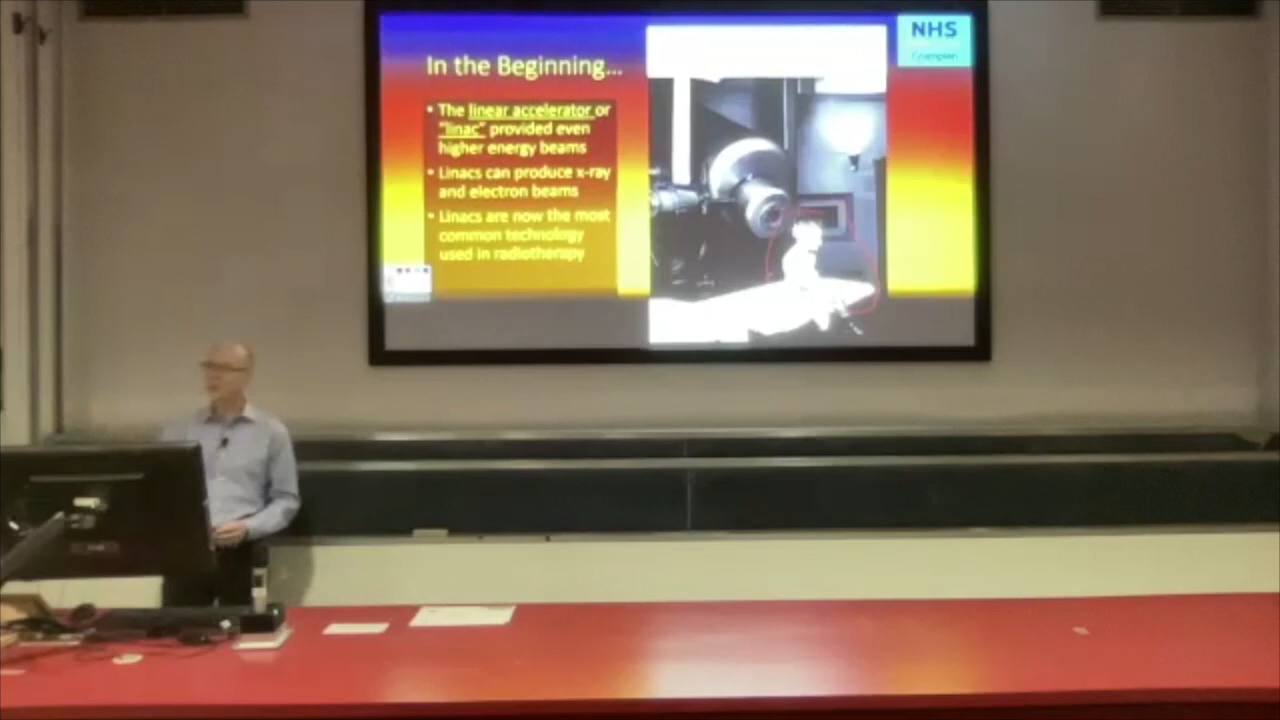 In the Beginning...
• The linear accelerator or
"linac" provided even
higher energy beams
• Linacs can produce x-ray
and electron beams
• Linacs are now the most
common technology
used in radiotherapy
NHS
Grampian